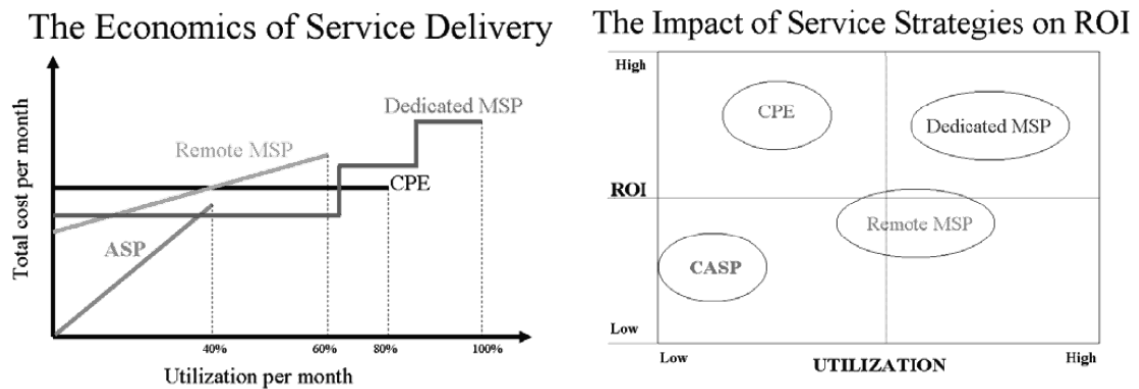 The Economics of Service Delivery
Total cost per month
Dedicated MSP
Remote MSP
CPE
ASP
40%
60%
80%
100%
Utilization per month
The Impact of Service Strategies on ROI
High
CPE
Dedicated MSP
ROI
Remote MSP
CASP
Low
Low
UTILIZATION
High